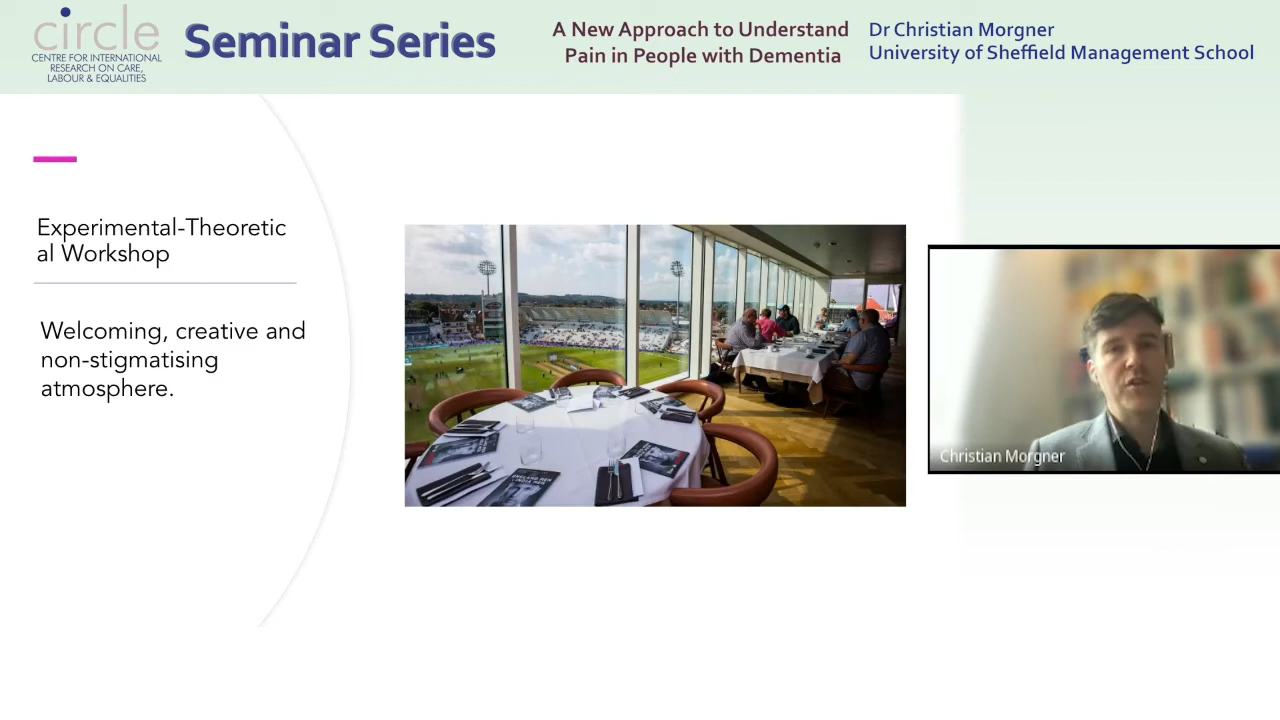 circle
CENTRE FOR INTERNATIONAL
RESEARCH ON CARE,
LABOUR & EQUALITIES
Seminar Series
A New Approach to Understand
Pain in People with Dementia
Dr Christian Morgner
University of Sheffield Management School
Experimental-Theoretic
al Workshop
Welcoming, creative and
non-stigmatising
atmosphere.
Christian Morgner